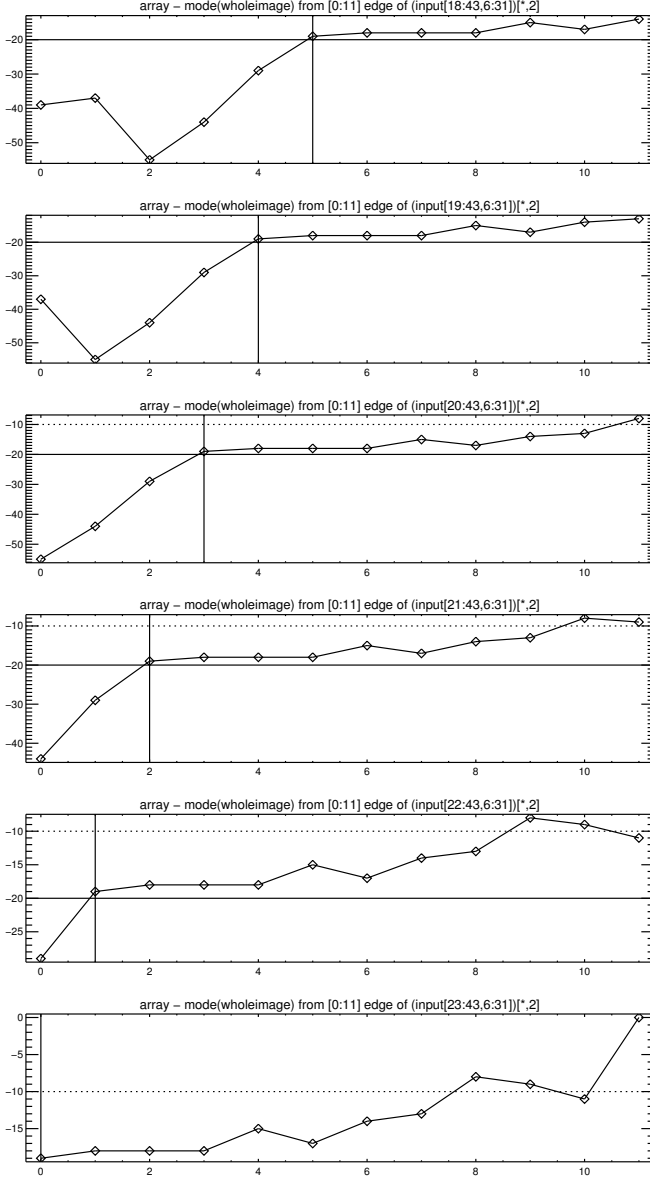 array − mode(wholeimage) from [0:11] edge of (input[18:43,6:31])[*,2]
−20
−30
−40
−50
0 2 4 6 8 10
array − mode(wholeimage) from [0:11] edge of (input[19:43,6:31])[*,2]
−20
−30
−40
−50
0 2 4 6 8 10
array − mode(wholeimage) from [0:11] edge of (input[20:43,6:31])[*,2]
−10
−20
−30
−40
−50
0 2 4 6 8 10
array − mode(wholeimage) from [0:11] edge of (input[21:43,6:31])[*,2]
−10
−20
−30
−40
0 2 4 6 8 10
array − mode(wholeimage) from [0:11] edge of (input[22:43,6:31])[*,2]
−10
−15
−20
−25
0 2 4 6 8 10
array − mode(wholeimage) from [0:11] edge of (input[23:43,6:31])[*,2]
0
−5
−10
−15
0 2 4 6 8 10